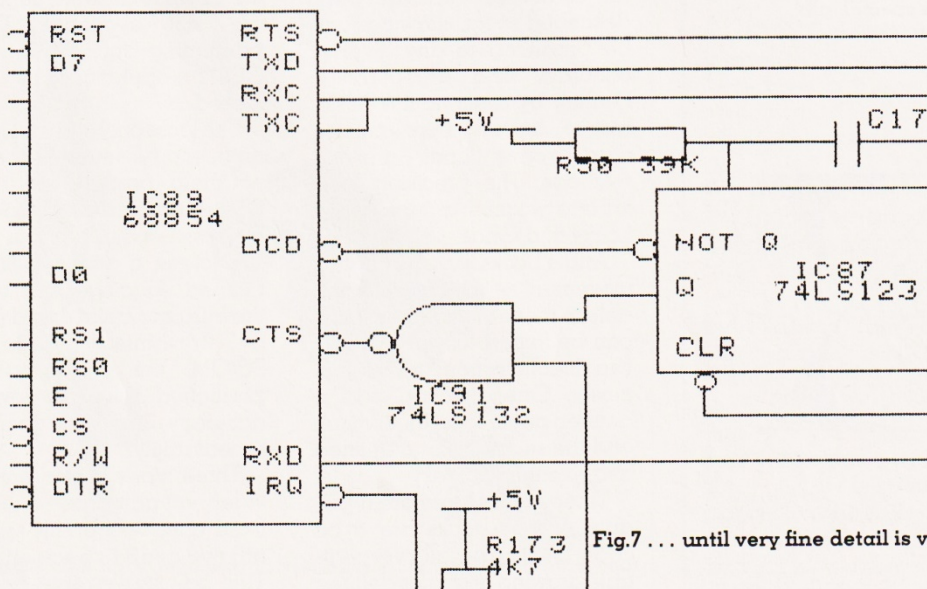 RST
D7
IC89
68854
D0
RS1
RS0
E
CS
R/W
DTR
RTS
TXD
RXC
TXC
DCD
CTS
RXD
IRQ
+5V
39K
C17
NOT Q
Q
CLR
IC87
74LS123
IC91
74LS132
+5V
R173
4K7
Fig.7 ... until very fine detail is